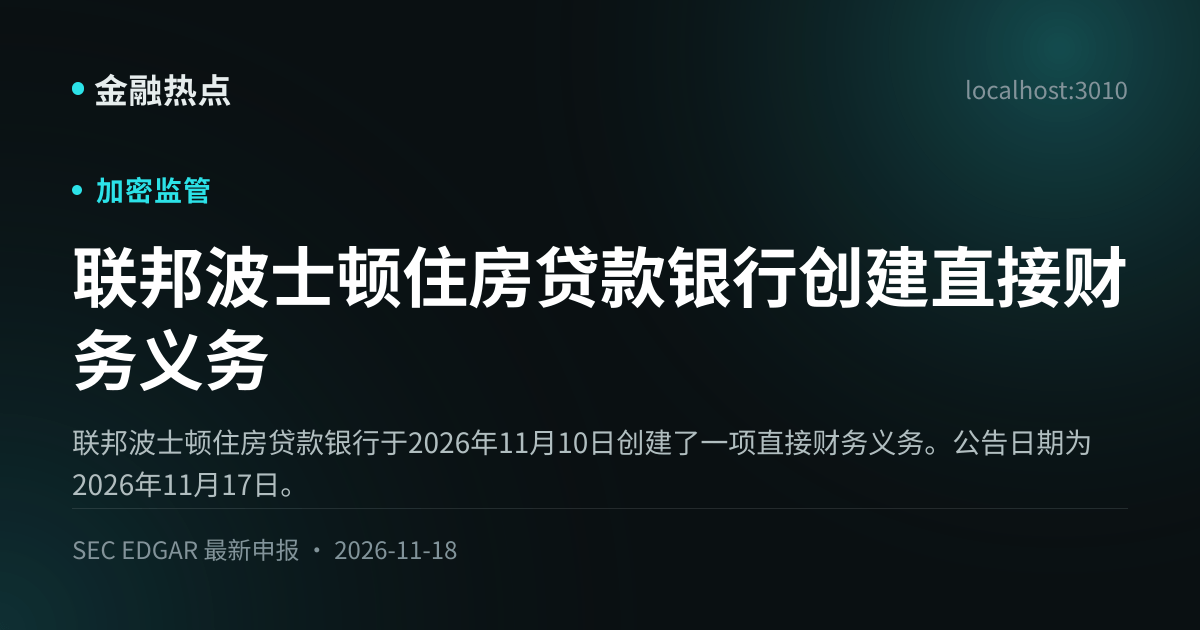 金融热点
localhost:3010
加密监管
联邦波士顿住房贷款银行创建直接财
务义务
联邦波士顿住房贷款银行于2026年11月10日创建了一项直接财务义务。公告日期为
2026年11月17日。
SEC EDGAR 最新申报 · 2026-11-18